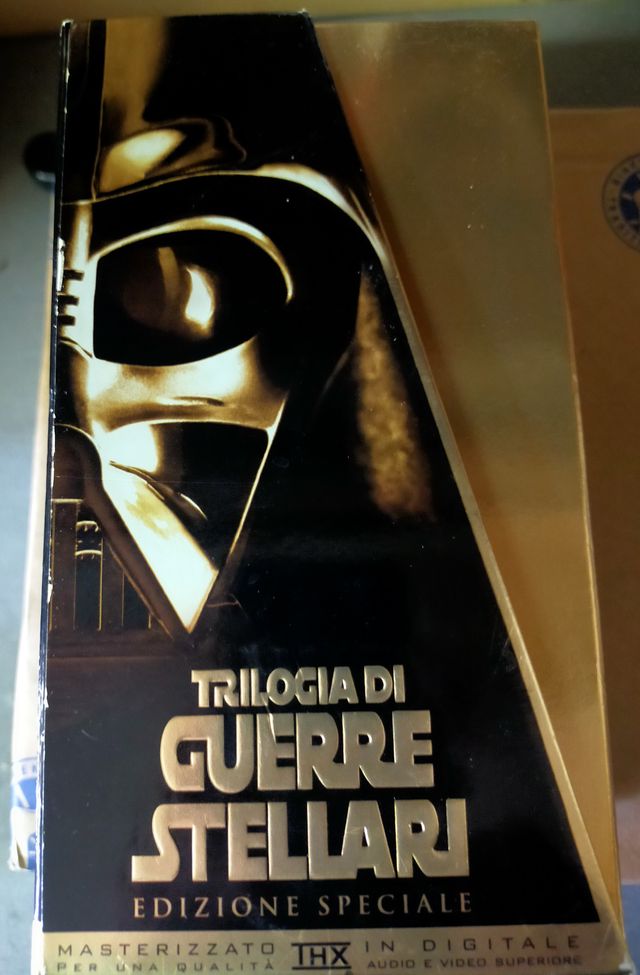 TRILOGIA DI
GUERRE
STELLARI
EDIZIONE SPECIALE
MASTERIZZATO THX IN DIGITALE
PER UNA QUALITÀ AUDIO E VIDEO SUPERIORE